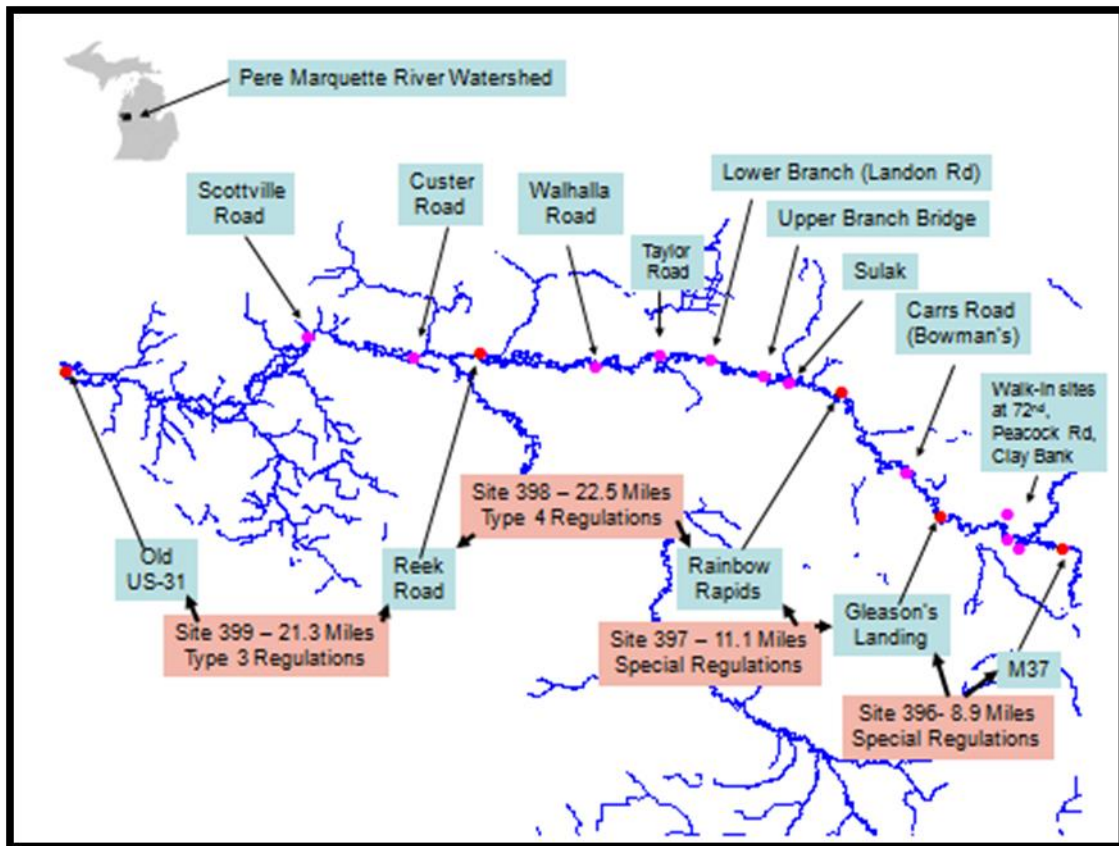 Pere Marquette River Watershed
Scottville
Road
Custer
Road
Walhalla
Road
Taylor
Road
Lower Branch (Landon Rd)
Upper Branch Bridge
Sulak
Carrs Road
(Bowman's)
Walk-In sites
at 72nd,
Peacock Rd,
Clay Bank
Site 398 – 22.5 Miles
Type 4 Regulations
Old
US-31
Reek
Road
Rainbow
Rapids
Gleason's
Landing
M37
Site 399 – 21.3 Miles
Type 3 Regulations
Site 397 – 11.1 Miles
Special Regulations
Site 396- 8.9 Miles
Special Regulations